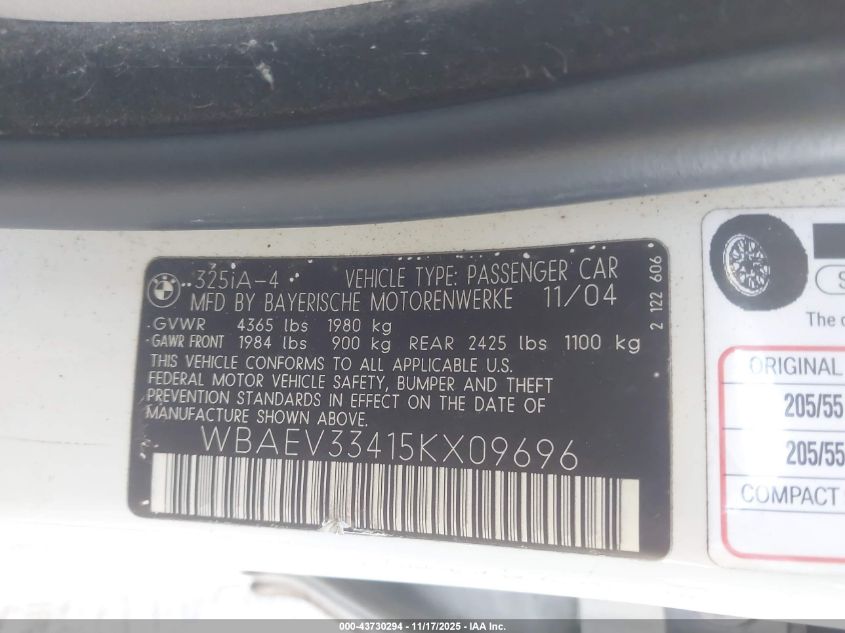 325iA-4 VEHICLE TYPE: PASSENGER CAR
MFD BY BAYERISCHE MOTORENWERKE 11/04
GVWR 4365 lbs 1980 kg
GAWR FRONT 1984 lbs 900 kg REAR 2425 lbs 1100 kg
THIS VEHICLE CONFORMS TO ALL APPLICABLE U.S.
FEDERAL MOTOR VEHICLE SAFETY, BUMPER AND THEFT
PREVENTION STANDARDS IN EFFECT ON THE DATE OF
MANUFACTURE SHOWN ABOVE.
WBAEV33415KX09696
2 122 606
The
ORIGINAL
205/55
205/55
COMPACT
000-43730294 - 11/17/2025 - IAA Inc.